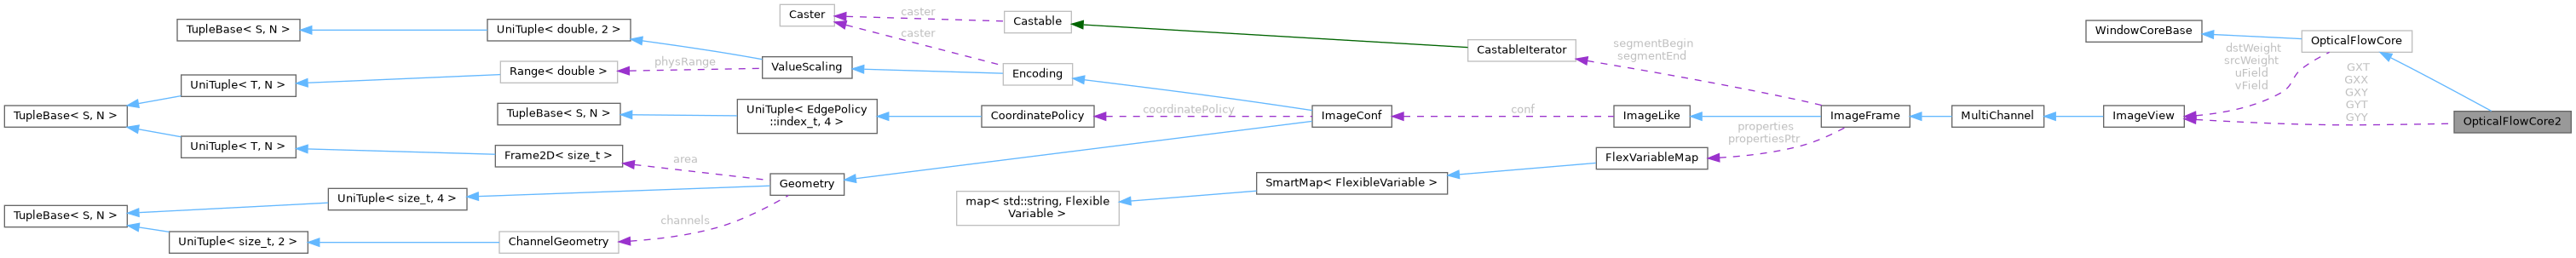 TupleBase< S, N >
UniTuple< double, 2 >
Caster
caster
caster
Castable
CastableIterator
segmentBegin
segmentEnd
WindowCoreBase
OpticalFlowCore
dstWeight
srcWeight
uField
vField
GXT
GXX
GXY
GYT
GYY
OpticalFlowCore2
UniTuple< T, N >
Range< double >
physRange
ValueScaling
Encoding
TupleBase< S, N >
UniTuple< T, N >
TupleBase< S, N >
UniTuple< EdgePolicy
::index_t, 4 >
CoordinatePolicy
coordinatePolicy
ImageConf
conf
ImageLike
ImageFrame
MultiChannel
ImageView
properties
propertiesPtr
FlexVariableMap
SmartMap< FlexibleVariable >
map< std::string, Flexible
Variable >
Frame2D< size_t >
area
Geometry
channels
UniTuple< size_t, 4 >
TupleBase< S, N >
UniTuple< size_t, 2 >
ChannelGeometry